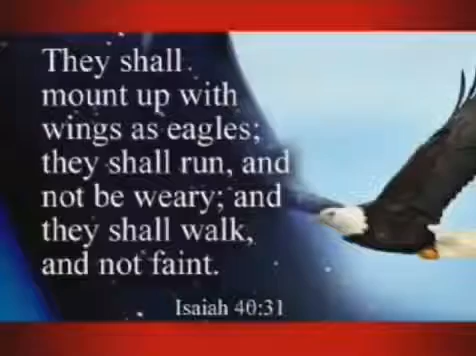 They shall
mount up with
wings as eagles;
they shall run, and
not be weary; and
they shall walk,
and not faint.
Isaiah 40:31